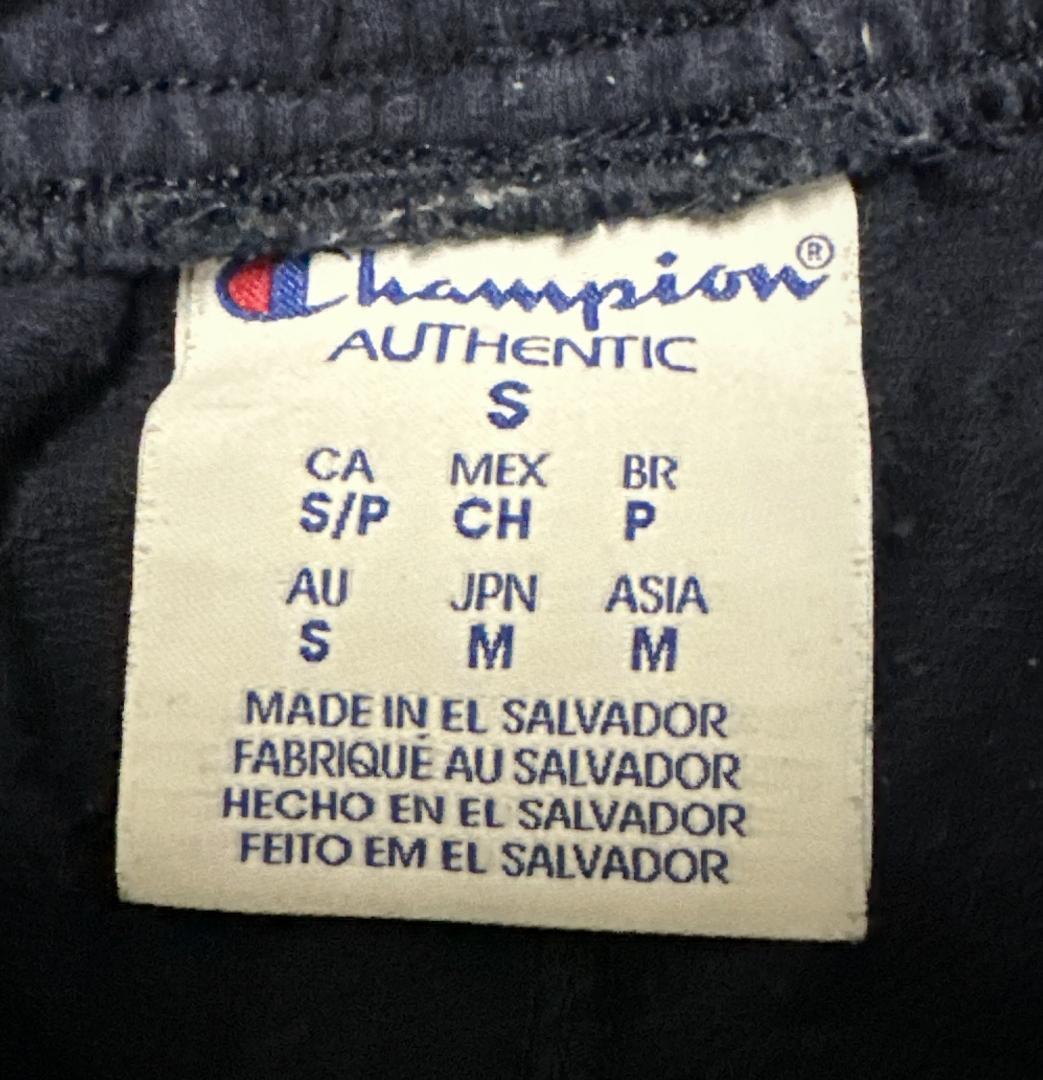 Champion®
AUTHENTIC
S
CA MEX BR
S/P CH P
AU JPN ASIA
S M M
MADE IN EL SALVADOR
FABRIQUÉ AU SALVADOR
HECHO EN EL SALVADOR
FEITO EM EL SALVADOR